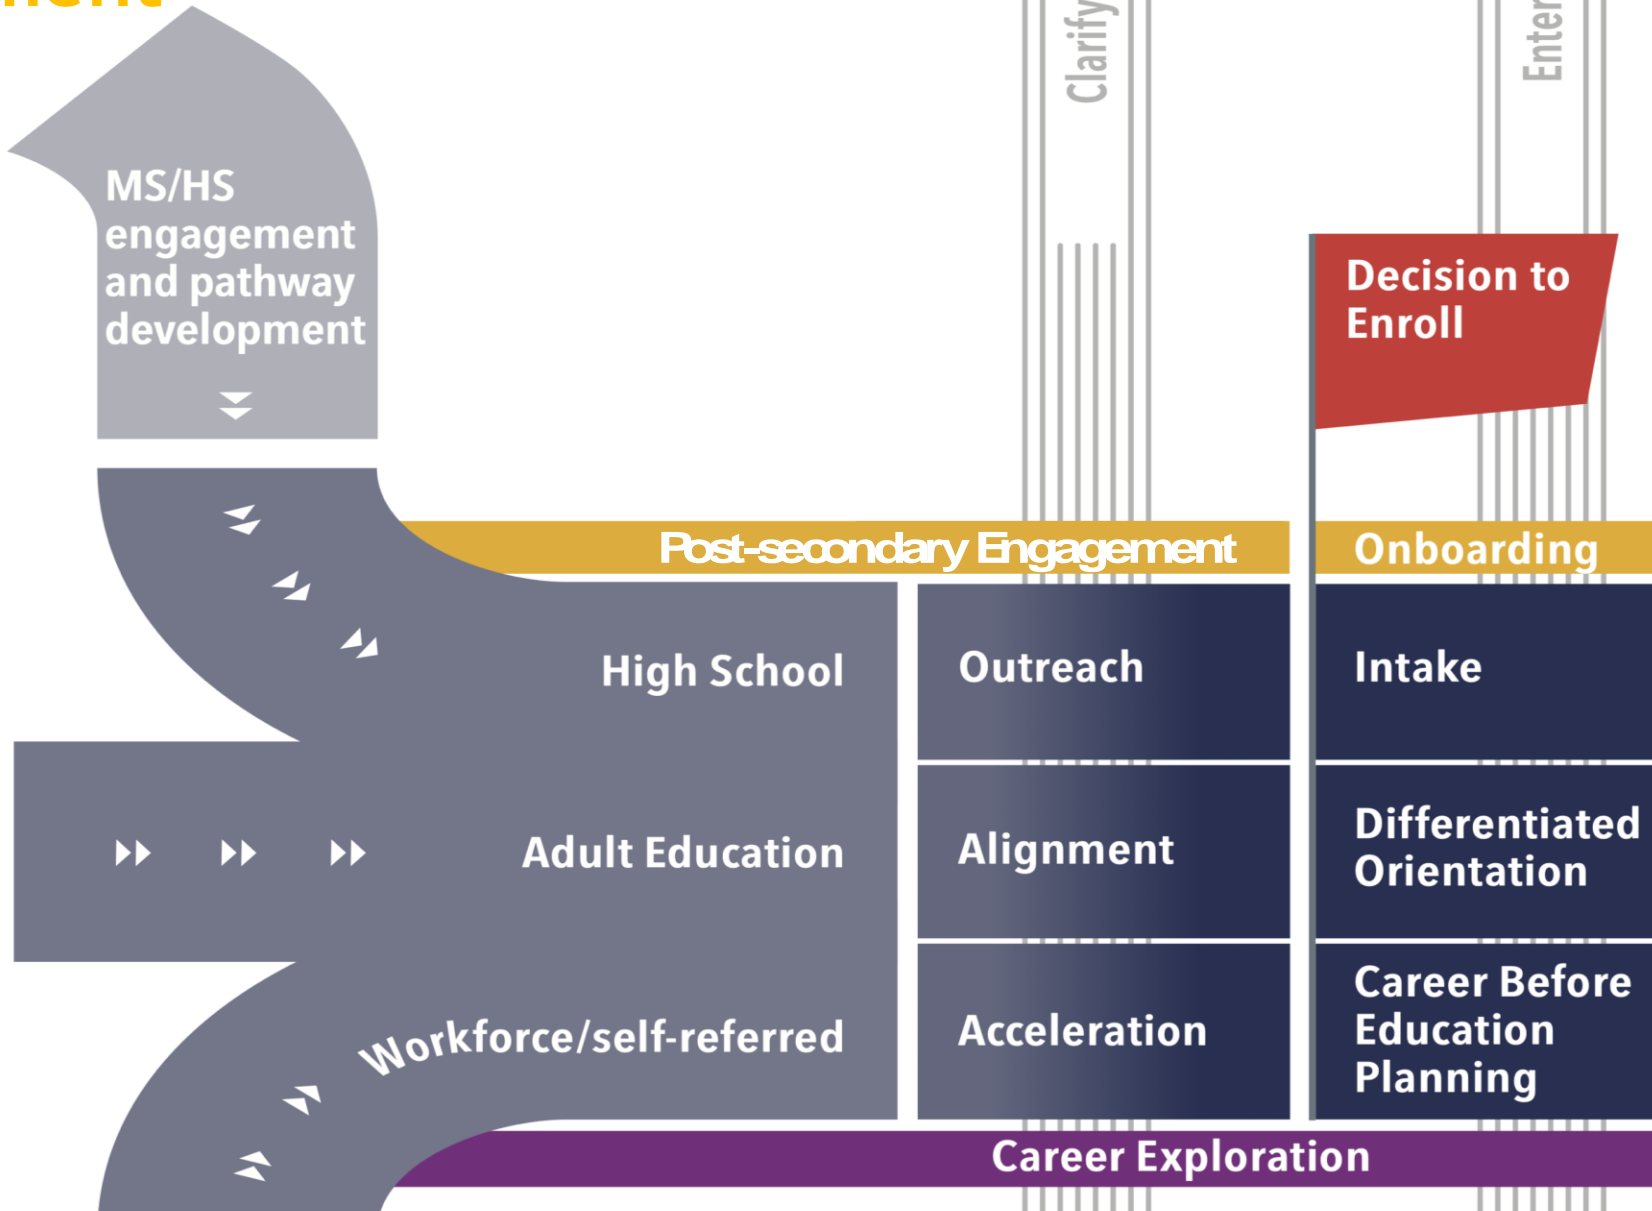 Clarify
Enter
MS/HS
engagement
and pathway
development
Decision to
Enroll
Post-secondary Engagement
Onboarding
High School
Outreach
Intake
Adult Education
Alignment
Differentiated
Orientation
Workforce/self-referred
Acceleration
Career Before
Education
Planning
Career Exploration